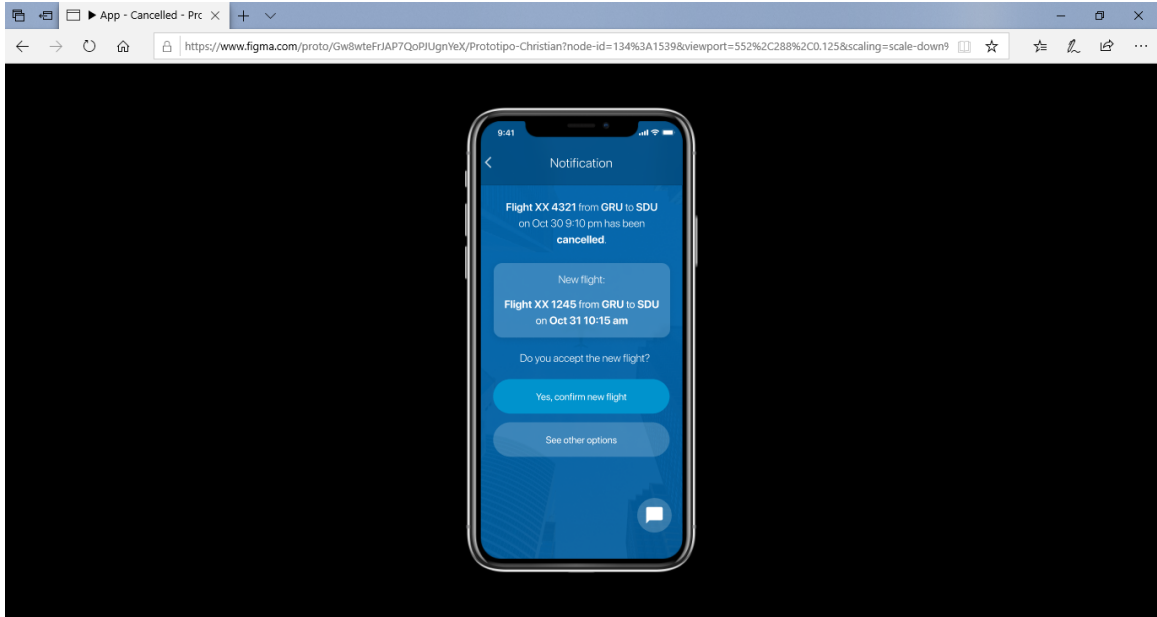 App - Cancelled - Prc
https://www.figma.com/proto/Gw8wteFrJAP7QoPJUgnYeX/Prototipo-Christian?node-id=134%3A1539&viewport=552%2C288%2C0.125&scaling=scale-down9
9:41
Notification
Flight XX 4321 from GRU to SDU
on Oct 30 9:10 pm has been
cancelled.
New flight:
Flight XX 1245 from GRU to SDU
on Oct 31 10:15 am
Do you accept the new flight?
Yes, confirm new flight
See other options